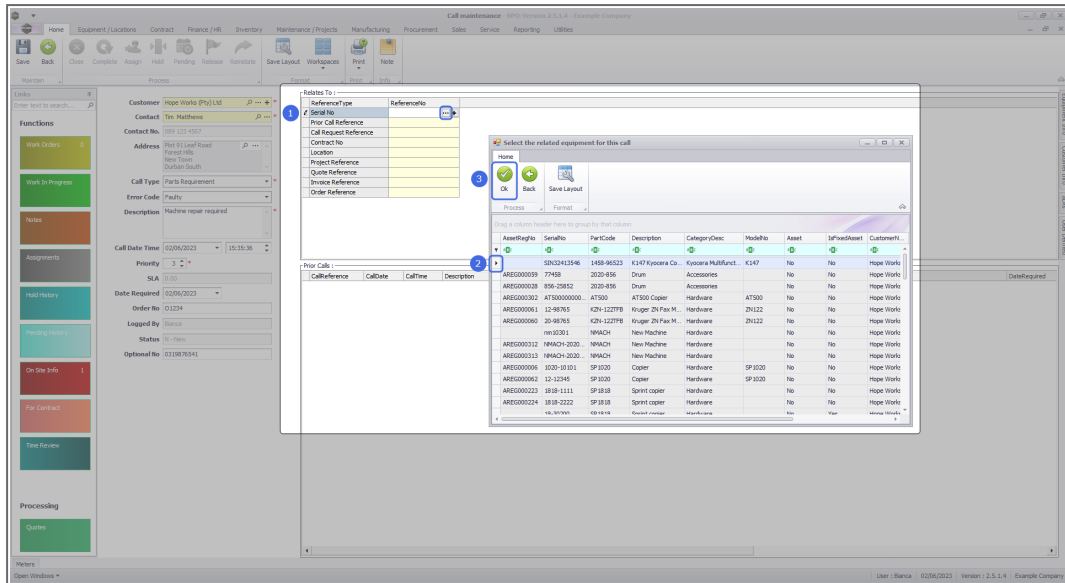 Call maintenance - BPO: Version 2.5.1.4 - Example Company
Home Equipment / Locations Contract Finance / HR Inventory Maintenance / Projects Manufacturing Procurement Sales Service Reporting Utilities
Save Back Close Complete Assign Hold Pending Release Reinstate Save Layout Workspaces Print Note
Maintain Process Format Print Info
Links
Enter text to search...
Functions
Work Orders 0
Work In Progress
Notes
Assignments
Hold History
Pending History
On Site Info 1
For Contract
Time Review
Processing
Quotes
Customer Hope Works (Pty) Ltd
Contact Tim Matthews
Contact No. 085 123 4567
Address Plot 91 Leaf Road
Forest Hills
New Town
Durban South
Call Type Parts Requirement
Error Code Faulty
Description Machine repair required
Call Date Time 02/06/2023 15:35:36
Priority 3
SLA 0.00
Date Required 02/06/2023
Order No O1234
Logged By Bianca
Status N - New
Optional No 0319876541
Relates To :
ReferenceType ReferenceNo
1 Serial No
Prior Call Reference
Call Request Reference
Contract No
Location
Project Reference
Quote Reference
Invoice Reference
Order Reference
Prior Calls :
CallReference CallDate CallTime Description DateRequired
Select the related equipment for this call
Home
3
Ok Back Save Layout
Process Format
Drag a column header here to group by that column
AssetRegNo SerialNo PartCode Description CategoryDesc ModelNo Asset IsFixedAsset CustomerN...
2 SIN32413546 1458-96523 K147 Kyocera Co... Kyocera Multifunct... K147 No No Hope Works
AREG000059 77458 2020-856 Drum Accessories No No Hope Works
AREG000028 856-25852 2020-856 Drum Accessories No No Hope Works
AREG000302 AT500000000... AT500 AT500 Copier Hardware AT500 No No Hope Works
AREG000061 12-98765 KZN-122TFB Kruger ZN Fax M... Hardware ZN122 No No Hope Works
AREG000060 20-98765 KZN-122TFB Kruger ZN Fax M... Hardware ZN122 No No Hope Works
nm10301 NMACH New Machine Hardware No No Hope Works
AREG000312 NMACH-2020... NMACH New Machine Hardware No No Hope Works
AREG000313 NMACH-2020... NMACH New Machine Hardware No No Hope Works
AREG000006 1020-10101 SP1020 Copier Hardware SP1020 No No Hope Works
AREG000062 12-12345 SP1020 Copier Hardware SP1020 No No Hope Works
AREG000223 1818-1111 SP1818 Sprint copier Hardware No No Hope Works
AREG000224 1818-2222 SP1818 Sprint copier Hardware No No Hope Works
18-30200 SP1818 Sprint copier Hardware No Yes Hope Works
Meters
Open Windows
User : Bianca 02/06/2023 Version : 2.5.1.4 Example Company